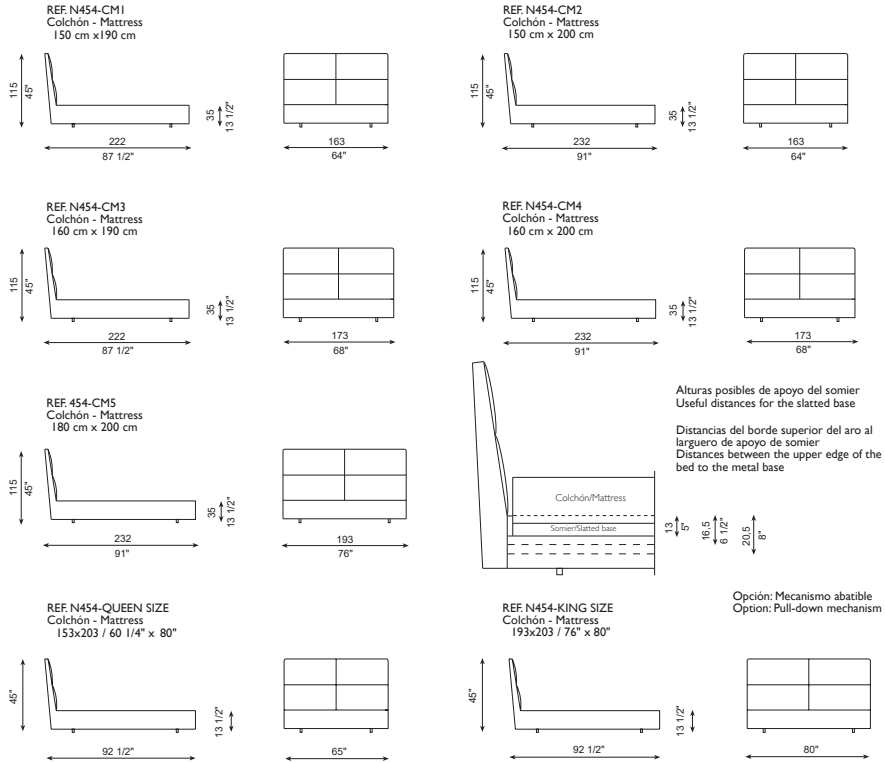 REF. N454-CM1
Colchón - Mattress
150 cm x190 cm
115
45"
35
13 1/2"
222
87 1/2"
163
64"
REF. N454-CM2
Colchón - Mattress
150 cm x 200 cm
115
45"
35
13 1/2"
232
91"
163
64"
REF. N454-CM3
Colchón - Mattress
160 cm x 190 cm
115
45"
35
13 1/2"
222
87 1/2"
173
68"
REF. N454-CM4
Colchón - Mattress
160 cm x 200 cm
115
45"
35
13 1/2"
232
91"
173
68"
REF. 454-CM5
Colchón - Mattress
180 cm x 200 cm
115
45"
35
13 1/2"
232
91"
193
76"
Colchón/Mattress
Somier/Slatted base
13
5"
16,5
6 1/2"
20,5
8"
Alturas posibles de apoyo del somier
Useful distances for the slatted base
Distancias del borde superior del aro al
larguero de apoyo de somier
Distances between the upper edge of the
bed to the metal base
Opción: Mecanismo abatible
Option: Pull-down mechanism
REF. N454-QUEEN SIZE
Colchón - Mattress
153x203 / 60 1/4" x 80"
45"
13 1/2"
92 1/2"
65"
REF. N454-KING SIZE
Colchón - Mattress
193x203 / 76" x 80"
45"
13 1/2"
92 1/2"
80"